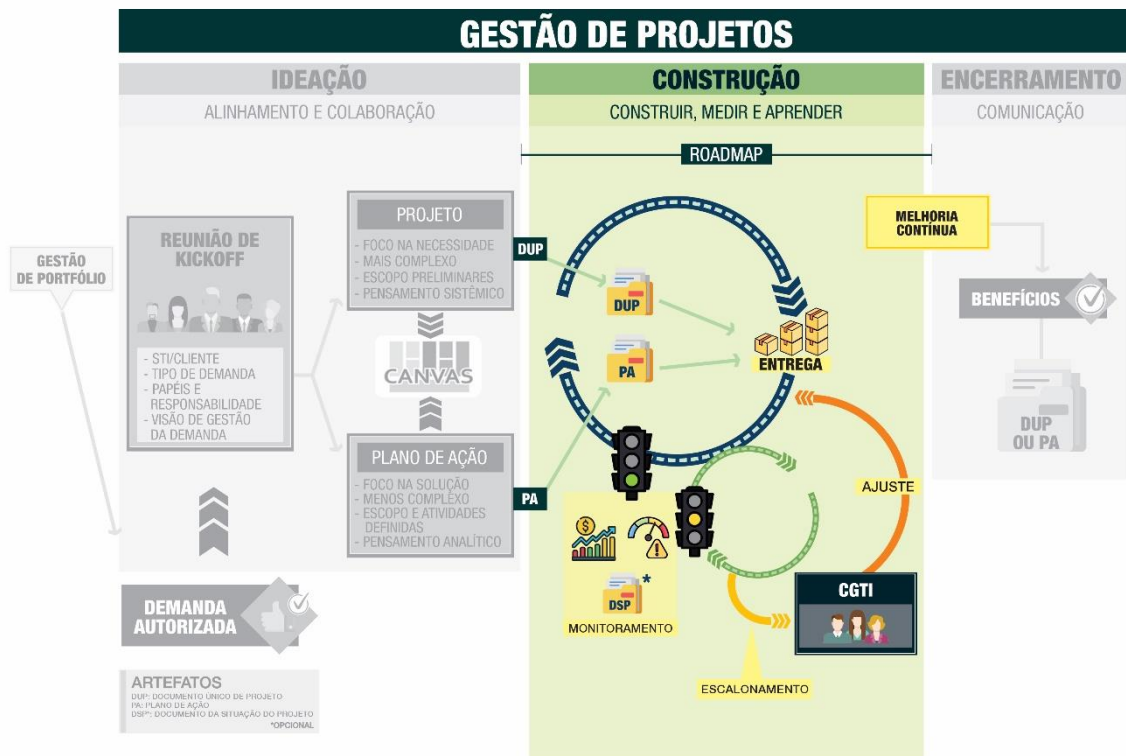 GESTÃO DE PROJETOS
IDEAÇÃO
ALINHAMENTO E COLABORAÇÃO
CONSTRUÇÃO
CONSTRUIR, MEDIR E APRENDER
ENCERRAMENTO
COMUNICAÇÃO
ROADMAP
GESTÃO
DE PORTFÓLIO
REUNIÃO DE
KICKOFF
- STI/CLIENTE
- TIPO DE DEMANDA
- PAPÉIS E
RESPONSABILIDADE
- VISÃO DE GESTÃO
DA DEMANDA
DEMANDA
AUTORIZADA
ARTEFATOS
DUP: DOCUMENTO ÚNICO DE PROJETO
PA: PLANO DE AÇÃO
DSP*: DOCUMENTO DA SITUAÇÃO DO PROJETO
*OPCIONAL
PROJETO
- FOCO NA NECESSIDADE
- MAIS COMPLEXO
- ESCOPO PRELIMINARES
- PENSAMENTO SISTÊMICO
CANVAS
PLANO DE AÇÃO
- FOCO NA SOLUÇÃO
- MENOS COMPLEXO
- ESCOPO E ATIVIDADES
DEFINIDAS
- PENSAMENTO ANALÍTICO
DUP
PA
DUP
PA
ENTREGA
DSP
*
MONITORAMENTO
AJUSTE
CGTI
ESCALONAMENTO
MELHORIA
CONTÍNUA
BENEFÍCIOS
DUP
OU PA